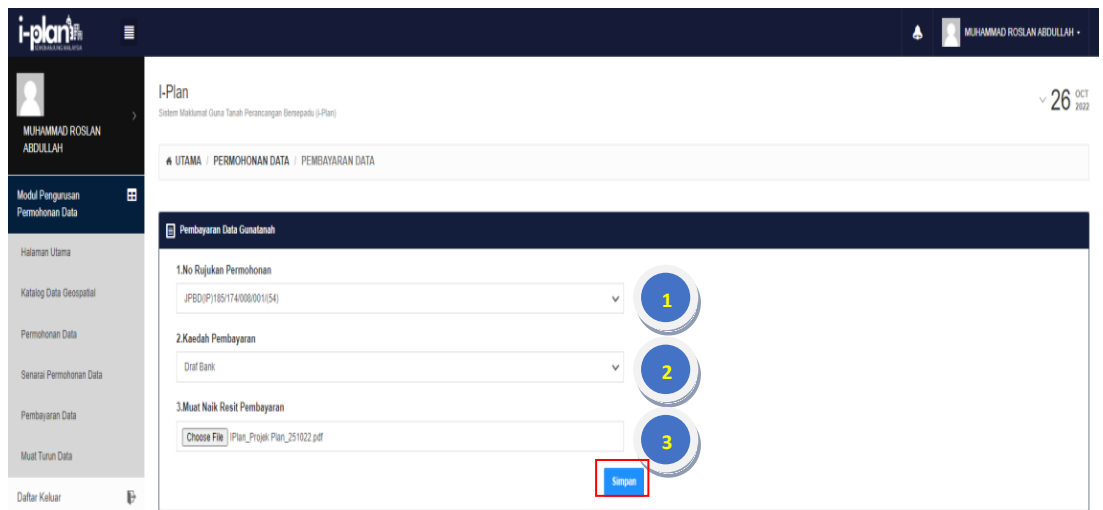 i-plan
MUHAMMAD ROSLAN ABDULLAH
MUHAMMAD ROSLAN
ABDULLAH
I-Plan
Sistem Maklumat Guna Tanah Perancangan Bersepadu (i-Plan)
26 OCT 2022
UTAMA / PERMOHONAN DATA / PEMBAYARAN DATA
Modul Pengurusan
Permohonan Data
Halaman Utama
Katalog Data Geospatial
Permohonan Data
Senarai Permohonan Data
Pembayaran Data
Muat Turun Data
Daftar Keluar
Pembayaran Data Gunatanah
1.No Rujukan Permohonan
JPBD(IP)185/174/008/001/(54)
1
2.Kaedah Pembayaran
Draf Bank
2
3.Muat Naik Resit Pembayaran
Choose File IPlan_Projek Plan_251022.pdf
3
Simpan